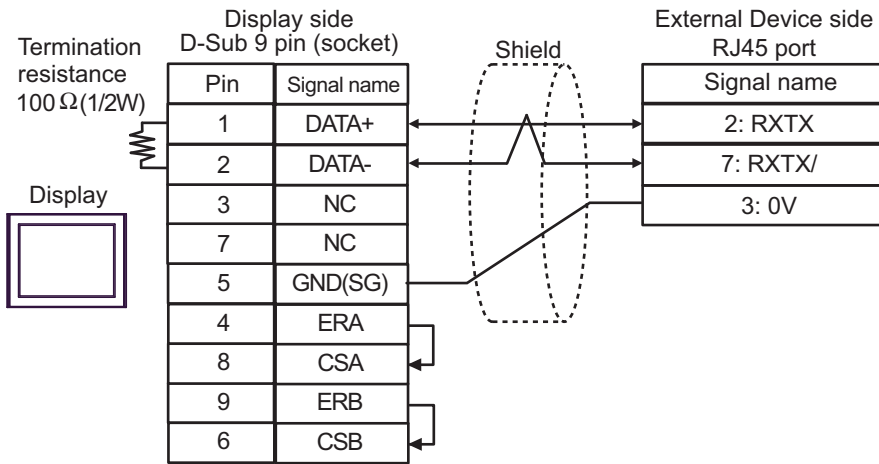 Display side
D-Sub 9 pin (socket)
External Device side
RJ45 port
Termination
resistance
100Ω(1/2W)
Shield
Display
Pin Signal name
1 DATA+
2 DATA-
3 NC
7 NC
5 GND(SG)
4 ERA
8 CSA
9 ERB
6 CSB
Signal name
2: RXTX
7: RXTX/
3: 0V